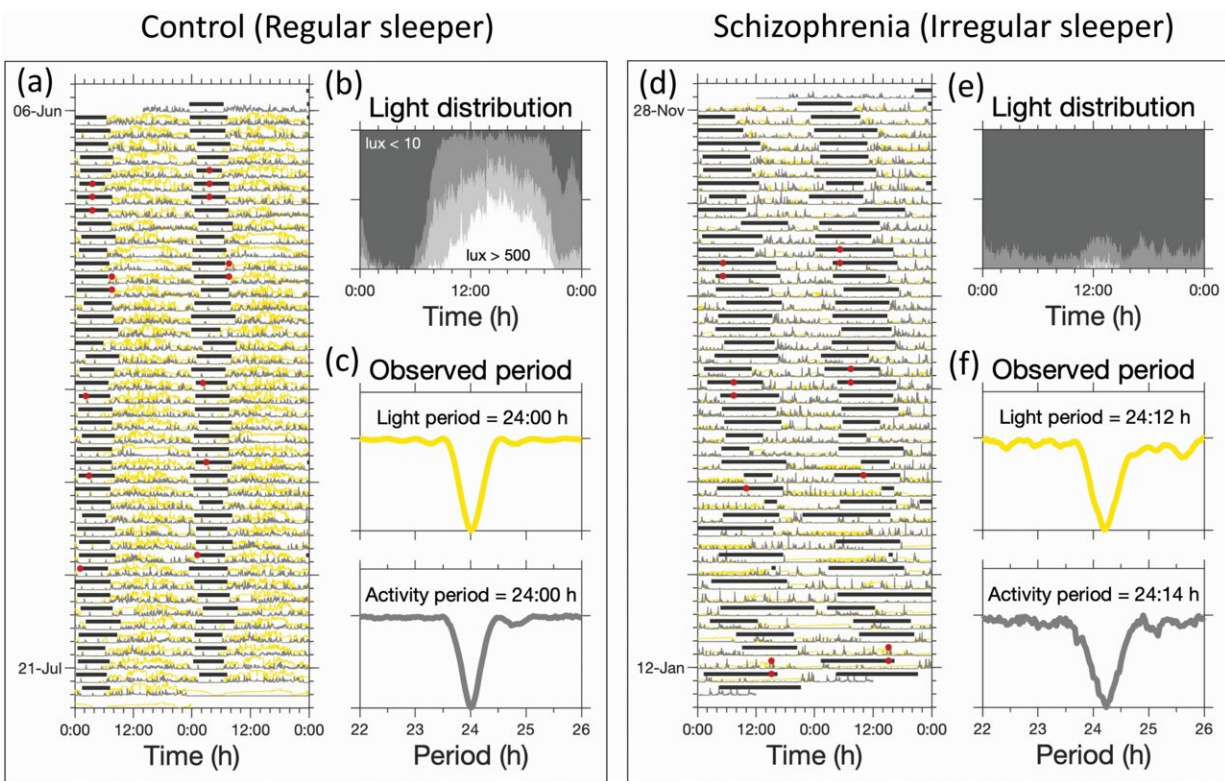 Control (Regular sleeper)
(a)
06-Jun
21-Jul
0:00 12:00 0:00 12:00 0:00
Time (h)
(b)
Light distribution
lux < 10
lux > 500
0:00 12:00 0:00
Time (h)
(c)
Observed period
Light period = 24:00 h
Activity period = 24:00 h
22 23 24 25 26
Period (h)
Schizophrenia (Irregular sleeper)
(d)
28-Nov
12-Jan
0:00 12:00 0:00 12:00 0:00
Time (h)
(e)
Light distribution
0:00 12:00 0:00
Time (h)
(f)
Observed period
Light period = 24:12 h
Activity period = 24:14 h
22 23 24 25 26
Period (h)